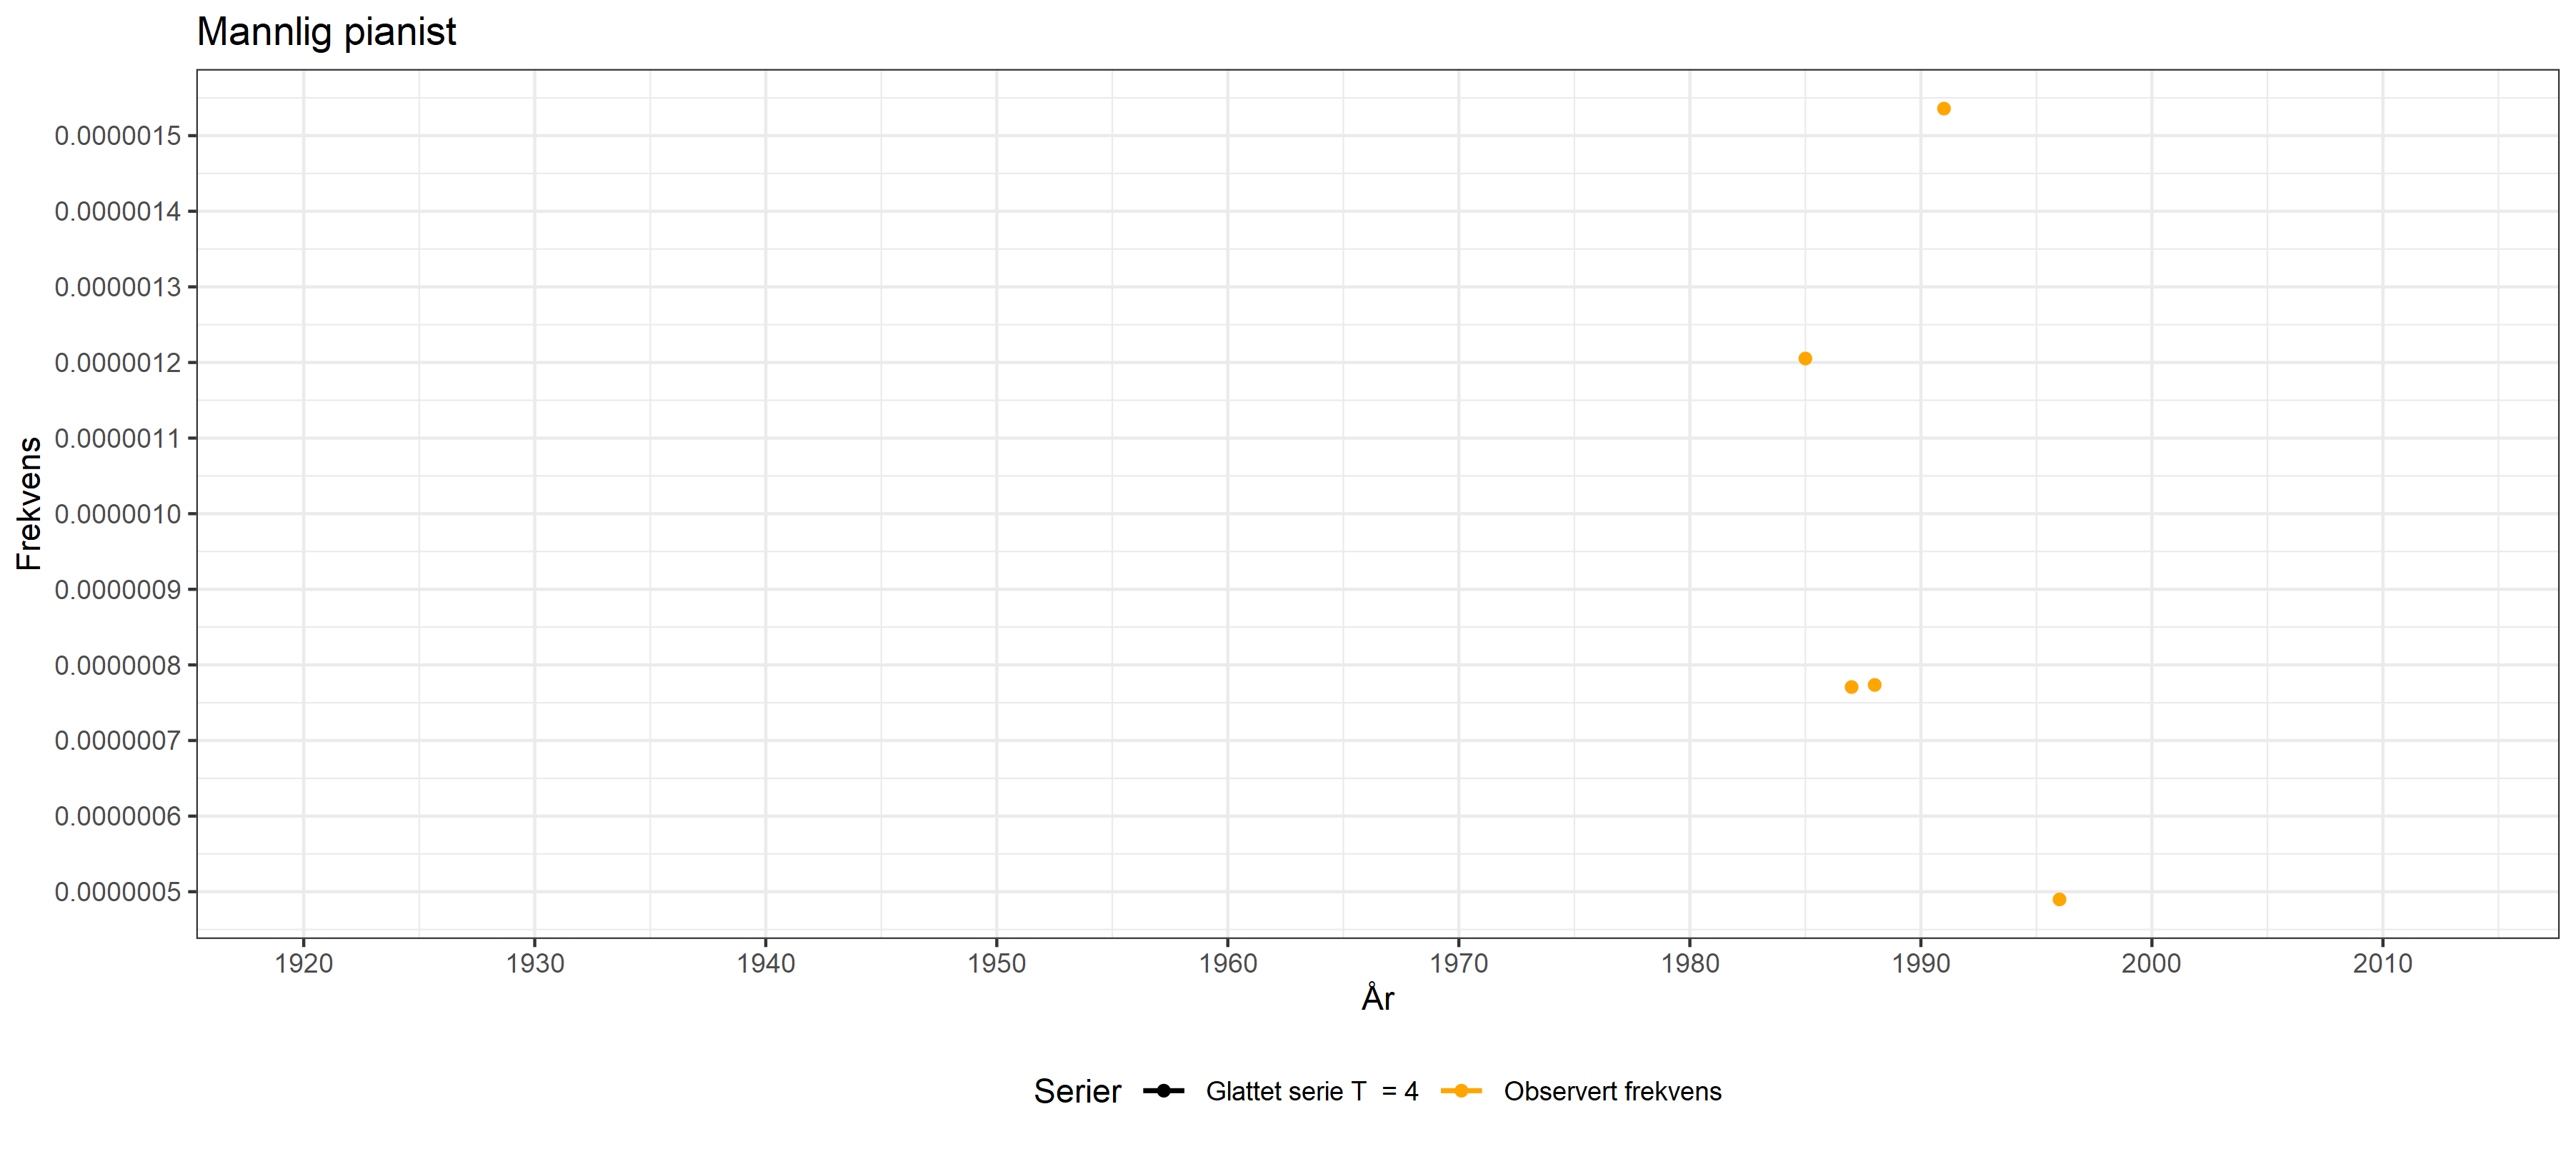 Mannlig pianist
Frekvens
0.0000015
0.0000014
0.0000013
0.0000012
0.0000011
0.0000010
0.0000009
0.0000008
0.0000007
0.0000006
0.0000005
1920 1930 1940 1950 1960 1970 1980 1990 2000 2010
År
Serier Glattet serie T = 4 Observert frekvens